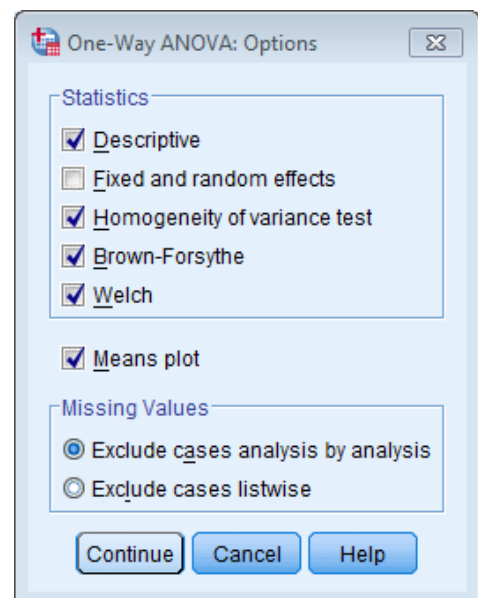 One-Way ANOVA: Options
Statistics
Descriptive
Fixed and random effects
Homogeneity of variance test
Brown-Forsythe
Welch
Means plot
Missing Values
Exclude cases analysis by analysis
Exclude cases listwise
Continue Cancel Help